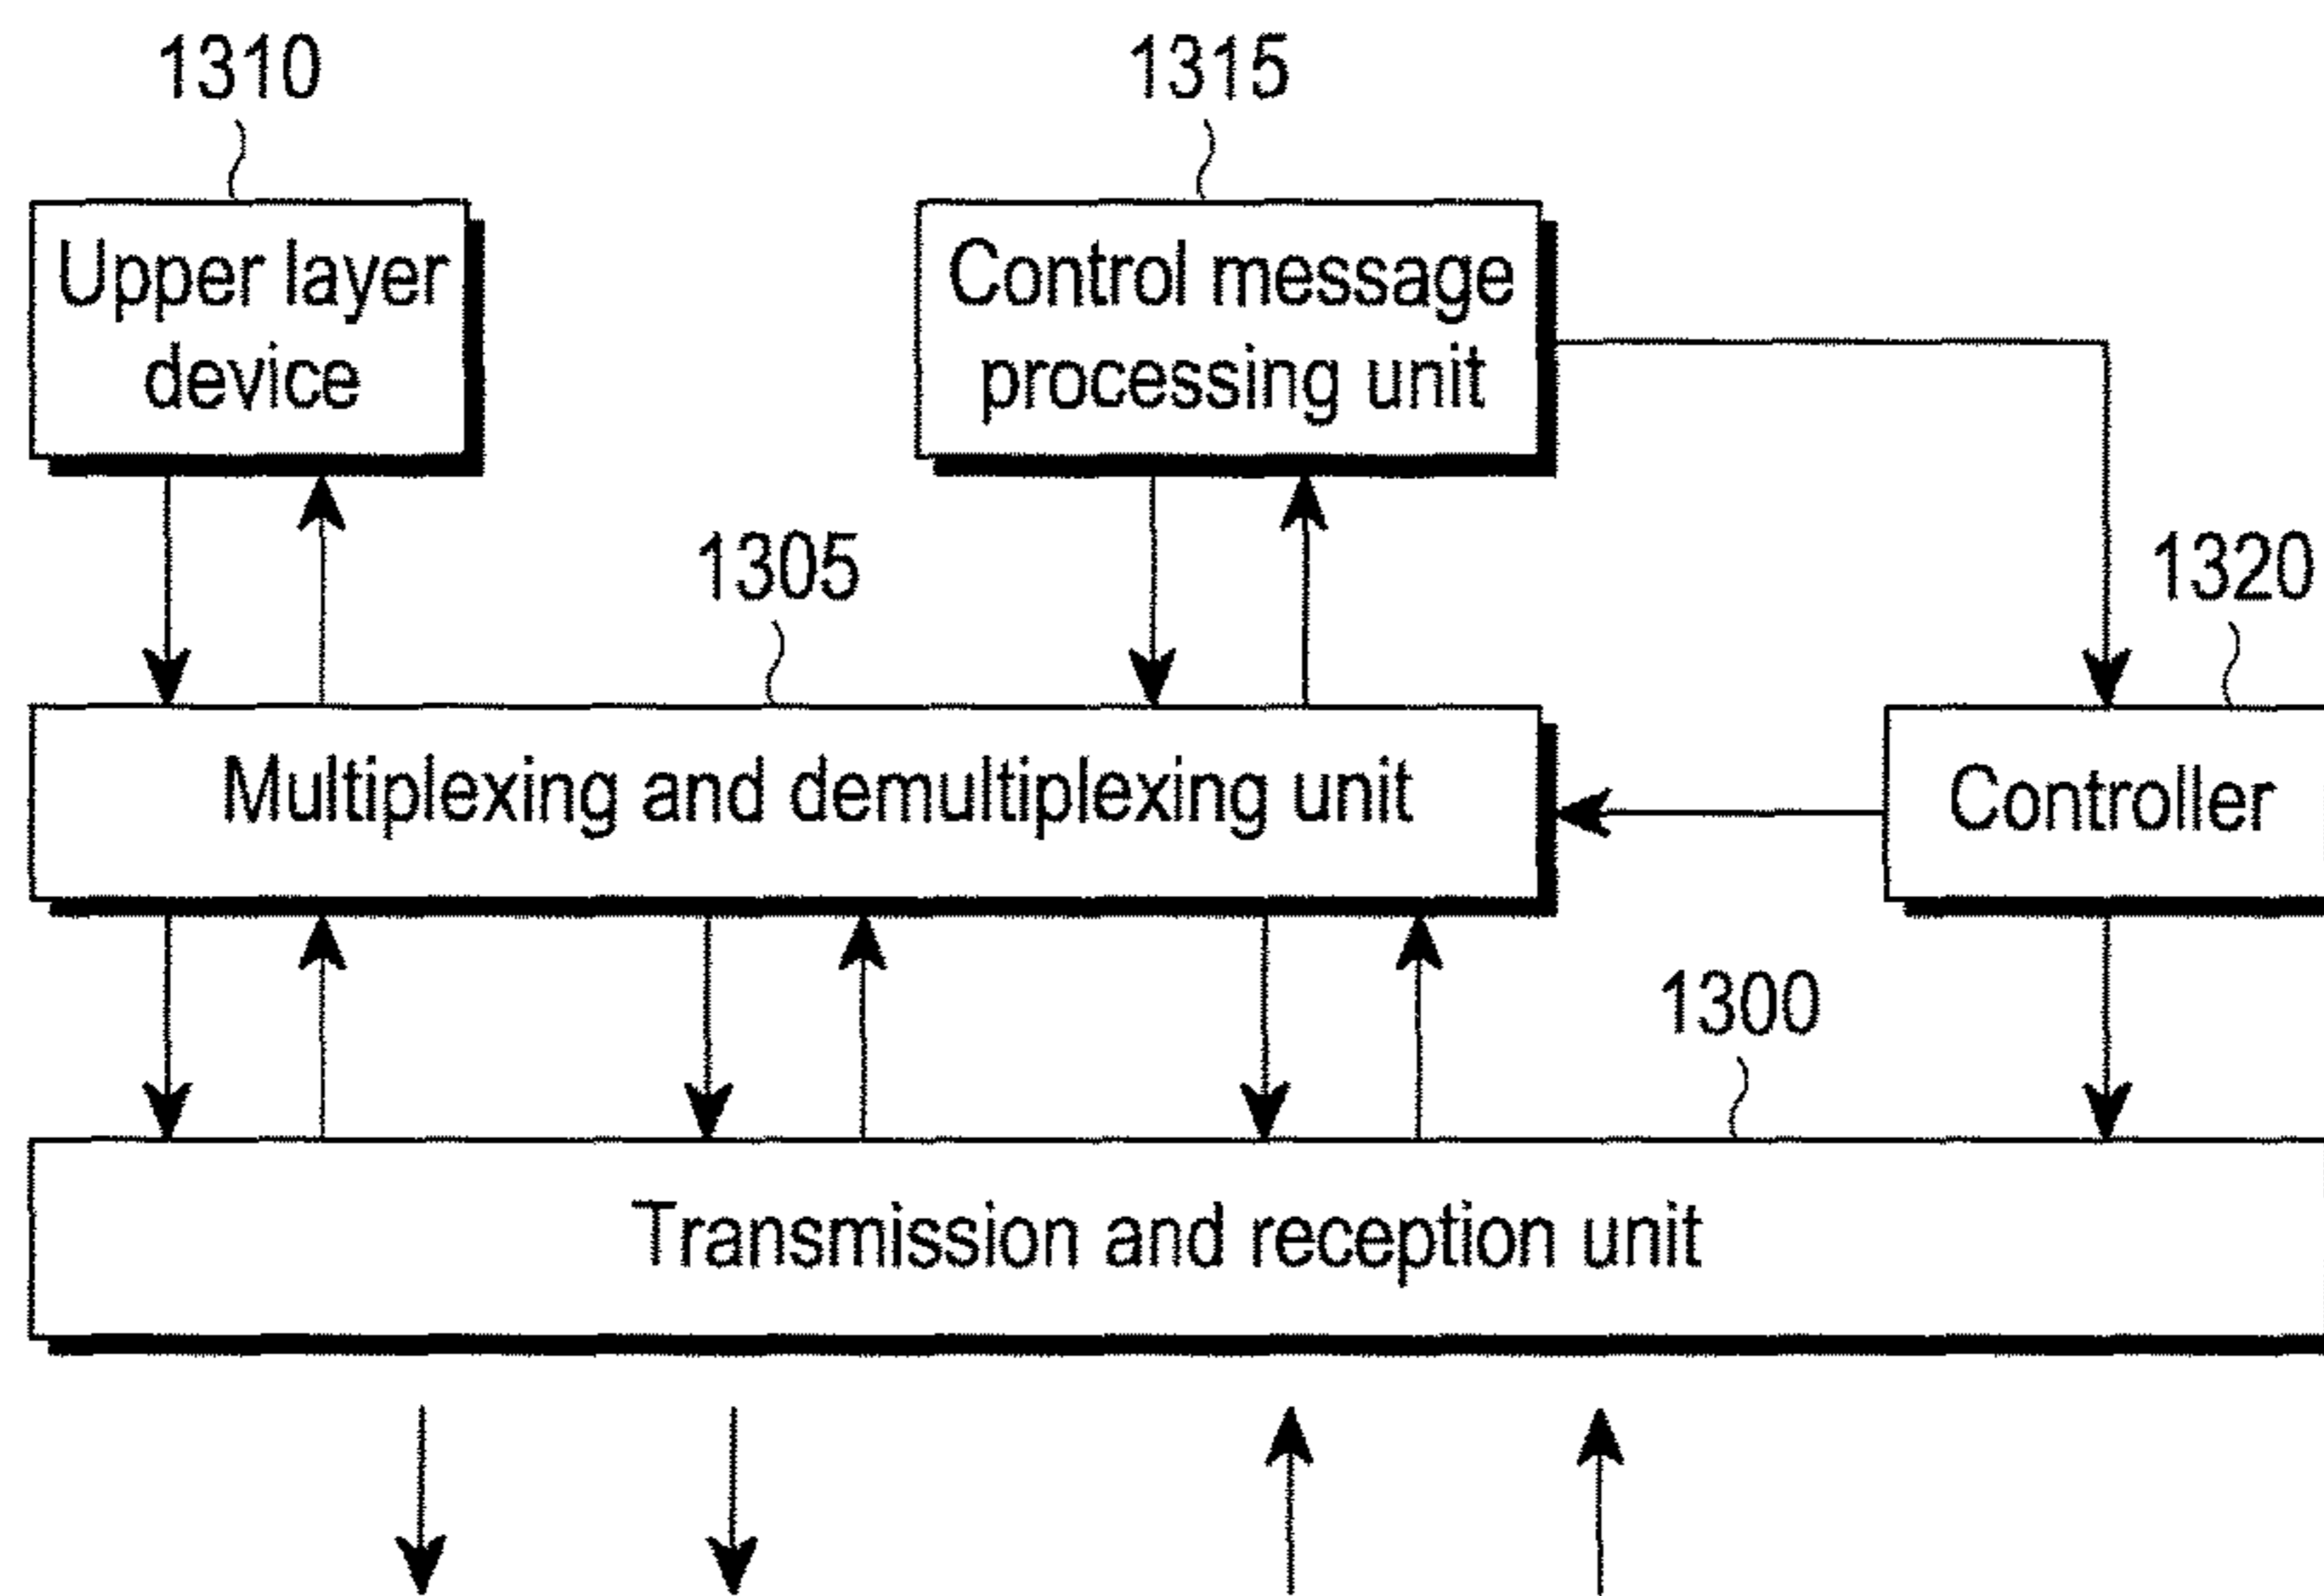 1310
1315
Upper layer
device
Control message
processing unit
1305
1320
Multiplexing and demultiplexing unit
Controller
1300
Transmission and reception unit